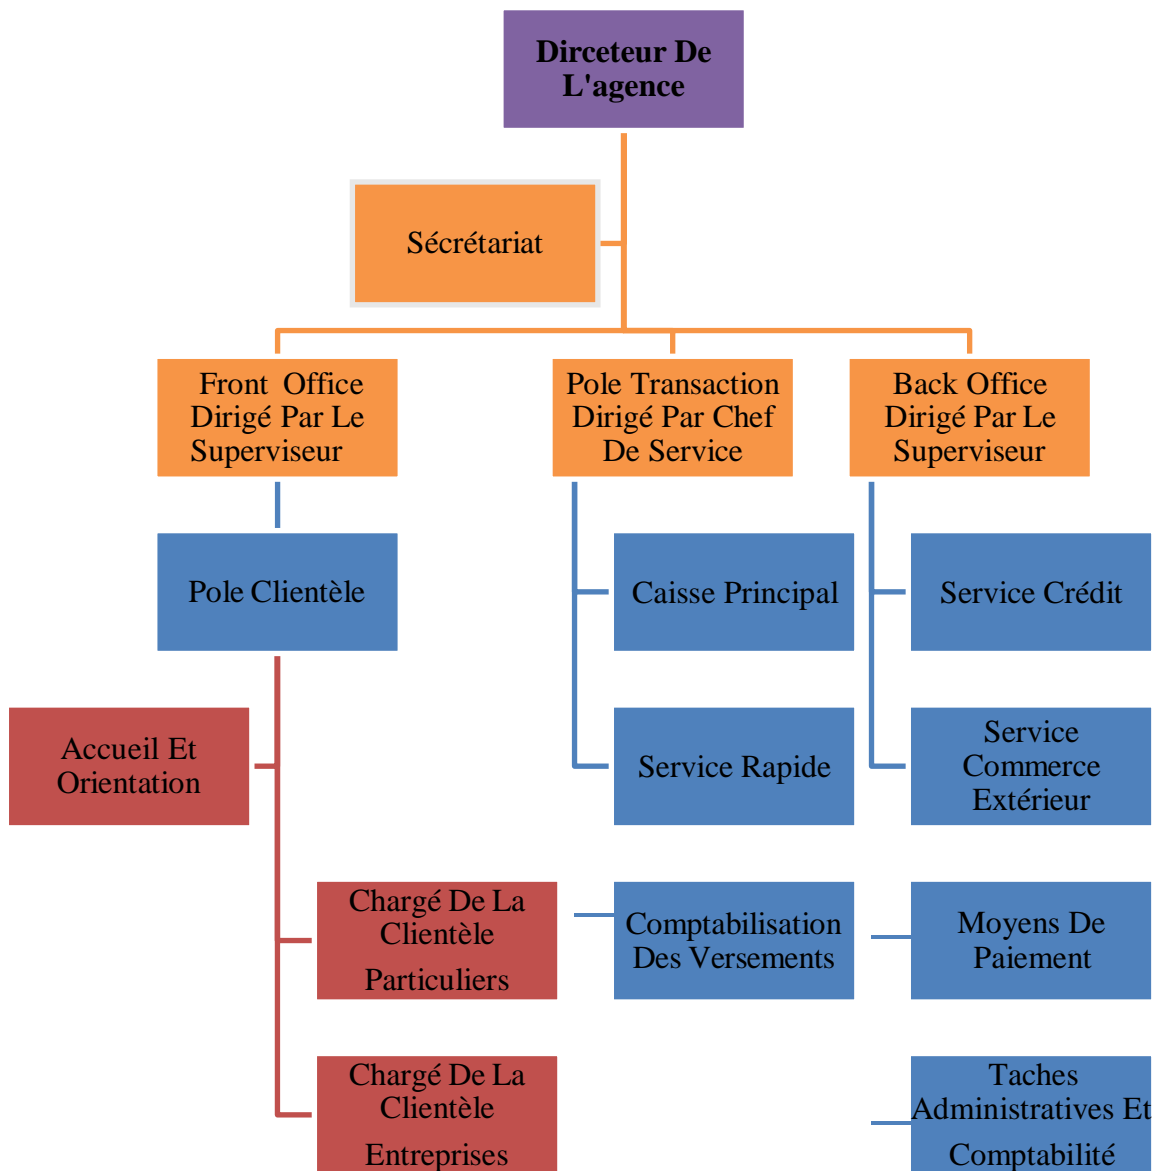 Dirceteur De
L'agence
Sécrétariat
Front Office
Dirigé Par Le
Superviseur
Pole Transaction
Dirigé Par Chef
De Service
Back Office
Dirigé Par Le
Superviseur
Pole Clientèle
Caisse Principal
Service Crédit
Accueil Et
Orientation
Service Rapide
Service
Commerce
Extérieur
Chargé De La
Clientèle
Particuliers
Comptabilisation
Des Versements
Moyens De
Paiement
Chargé De La
Clientèle
Entreprises
Taches
Administratives Et
Comptabilité